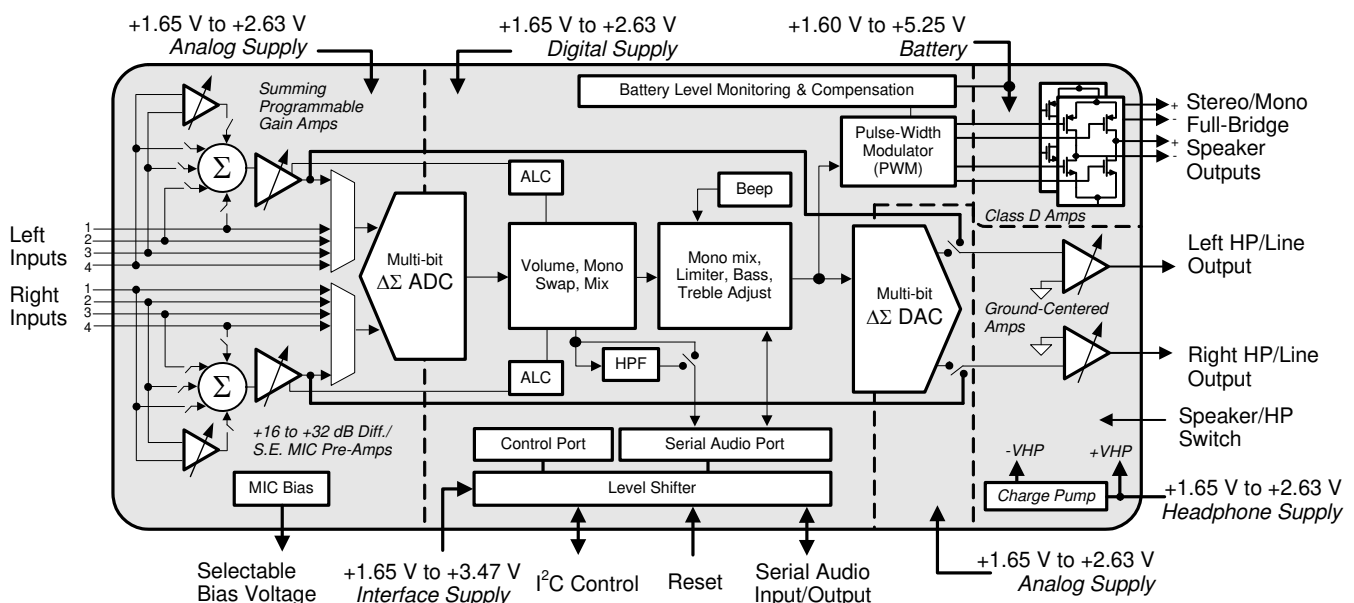 +1.65 V to +2.63 V
Analog Supply
+1.65 V to +2.63 V
Digital Supply
+1.60 V to +5.25 V
Battery
Summing
Programmable
Gain Amps
Battery Level Monitoring & Compensation
Pulse-Width
Modulator
(PWM)
+
-
+
-
Stereo/Mono
Full-Bridge
Speaker
Outputs
Class D Amps
Σ
ALC
Beep
Left
Inputs
1
2
3
4
Right
Inputs
1
2
3
4
Multi-bit
ΔΣ ADC
Volume, Mono
Swap, Mix
Mono mix,
Limiter, Bass,
Treble Adjust
Multi-bit
ΔΣ DAC
Left HP/Line
Output
Ground-Centered
Amps
Right HP/Line
Output
Σ
ALC
HPF
+16 to +32 dB Diff./
S.E. MIC Pre-Amps
Control Port
Serial Audio Port
Speaker/HP
Switch
MIC Bias
Level Shifter
-VHP
+VHP
Charge Pump
+1.65 V to +2.63 V
Headphone Supply
Selectable
Bias Voltage
+1.65 V to +3.47 V
Interface Supply
I²C Control
Reset
Serial Audio
Input/Output
+1.65 V to +2.63 V
Analog Supply